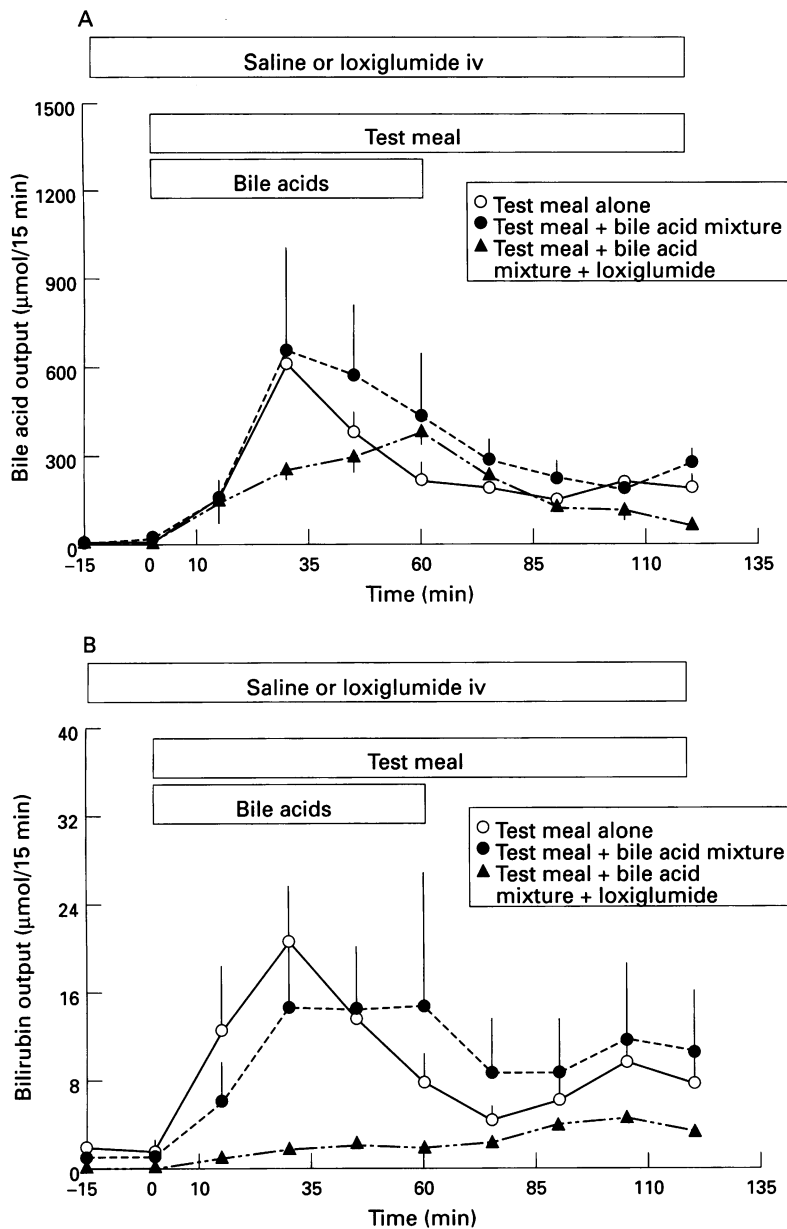 A
Saline or loxiglumide iv
Test meal
Bile acids
Test meal alone
Test meal + bile acid mixture
Test meal + bile acid
mixture + loxiglumide
Bile acid output (μmol/15 min)
1500
1200
900
600
300
0
–15 0 10 35 60 85 110 135
Time (min)
B
Saline or loxiglumide iv
Test meal
Bile acids
Test meal alone
Test meal + bile acid mixture
Test meal + bile acid
mixture + loxiglumide
Bilirubin output (μmol/15 min)
40
32
24
16
8
0
–15 0 10 35 60 85 110 135
Time (min)